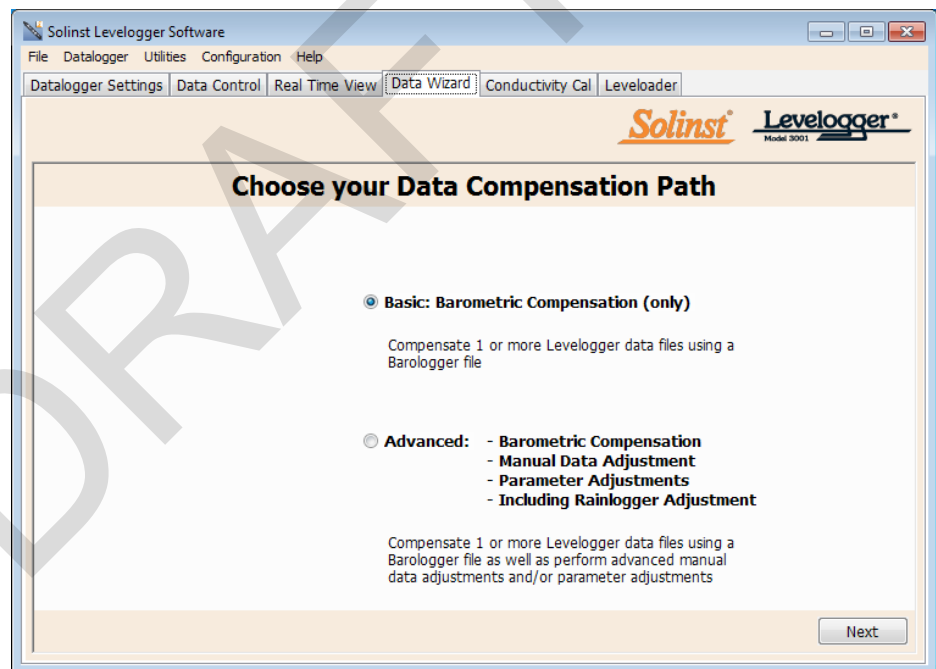 Solinst Levelogger Software
File Datalogger Utilities Configuration Help
Datalogger Settings Data Control Real Time View Data Wizard Conductivity Cal Leveloader
Solinst Levelogger
Model 3001
Choose your Data Compensation Path
Basic: Barometric Compensation (only)
Compensate 1 or more Levelogger data files using a
Barologger file
Advanced: - Barometric Compensation
- Manual Data Adjustment
- Parameter Adjustments
- Including Rainlogger Adjustment
Compensate 1 or more Levelogger data files using a
Barologger file as well as perform advanced manual
data adjustments and/or parameter adjustments
Next
DRAFT